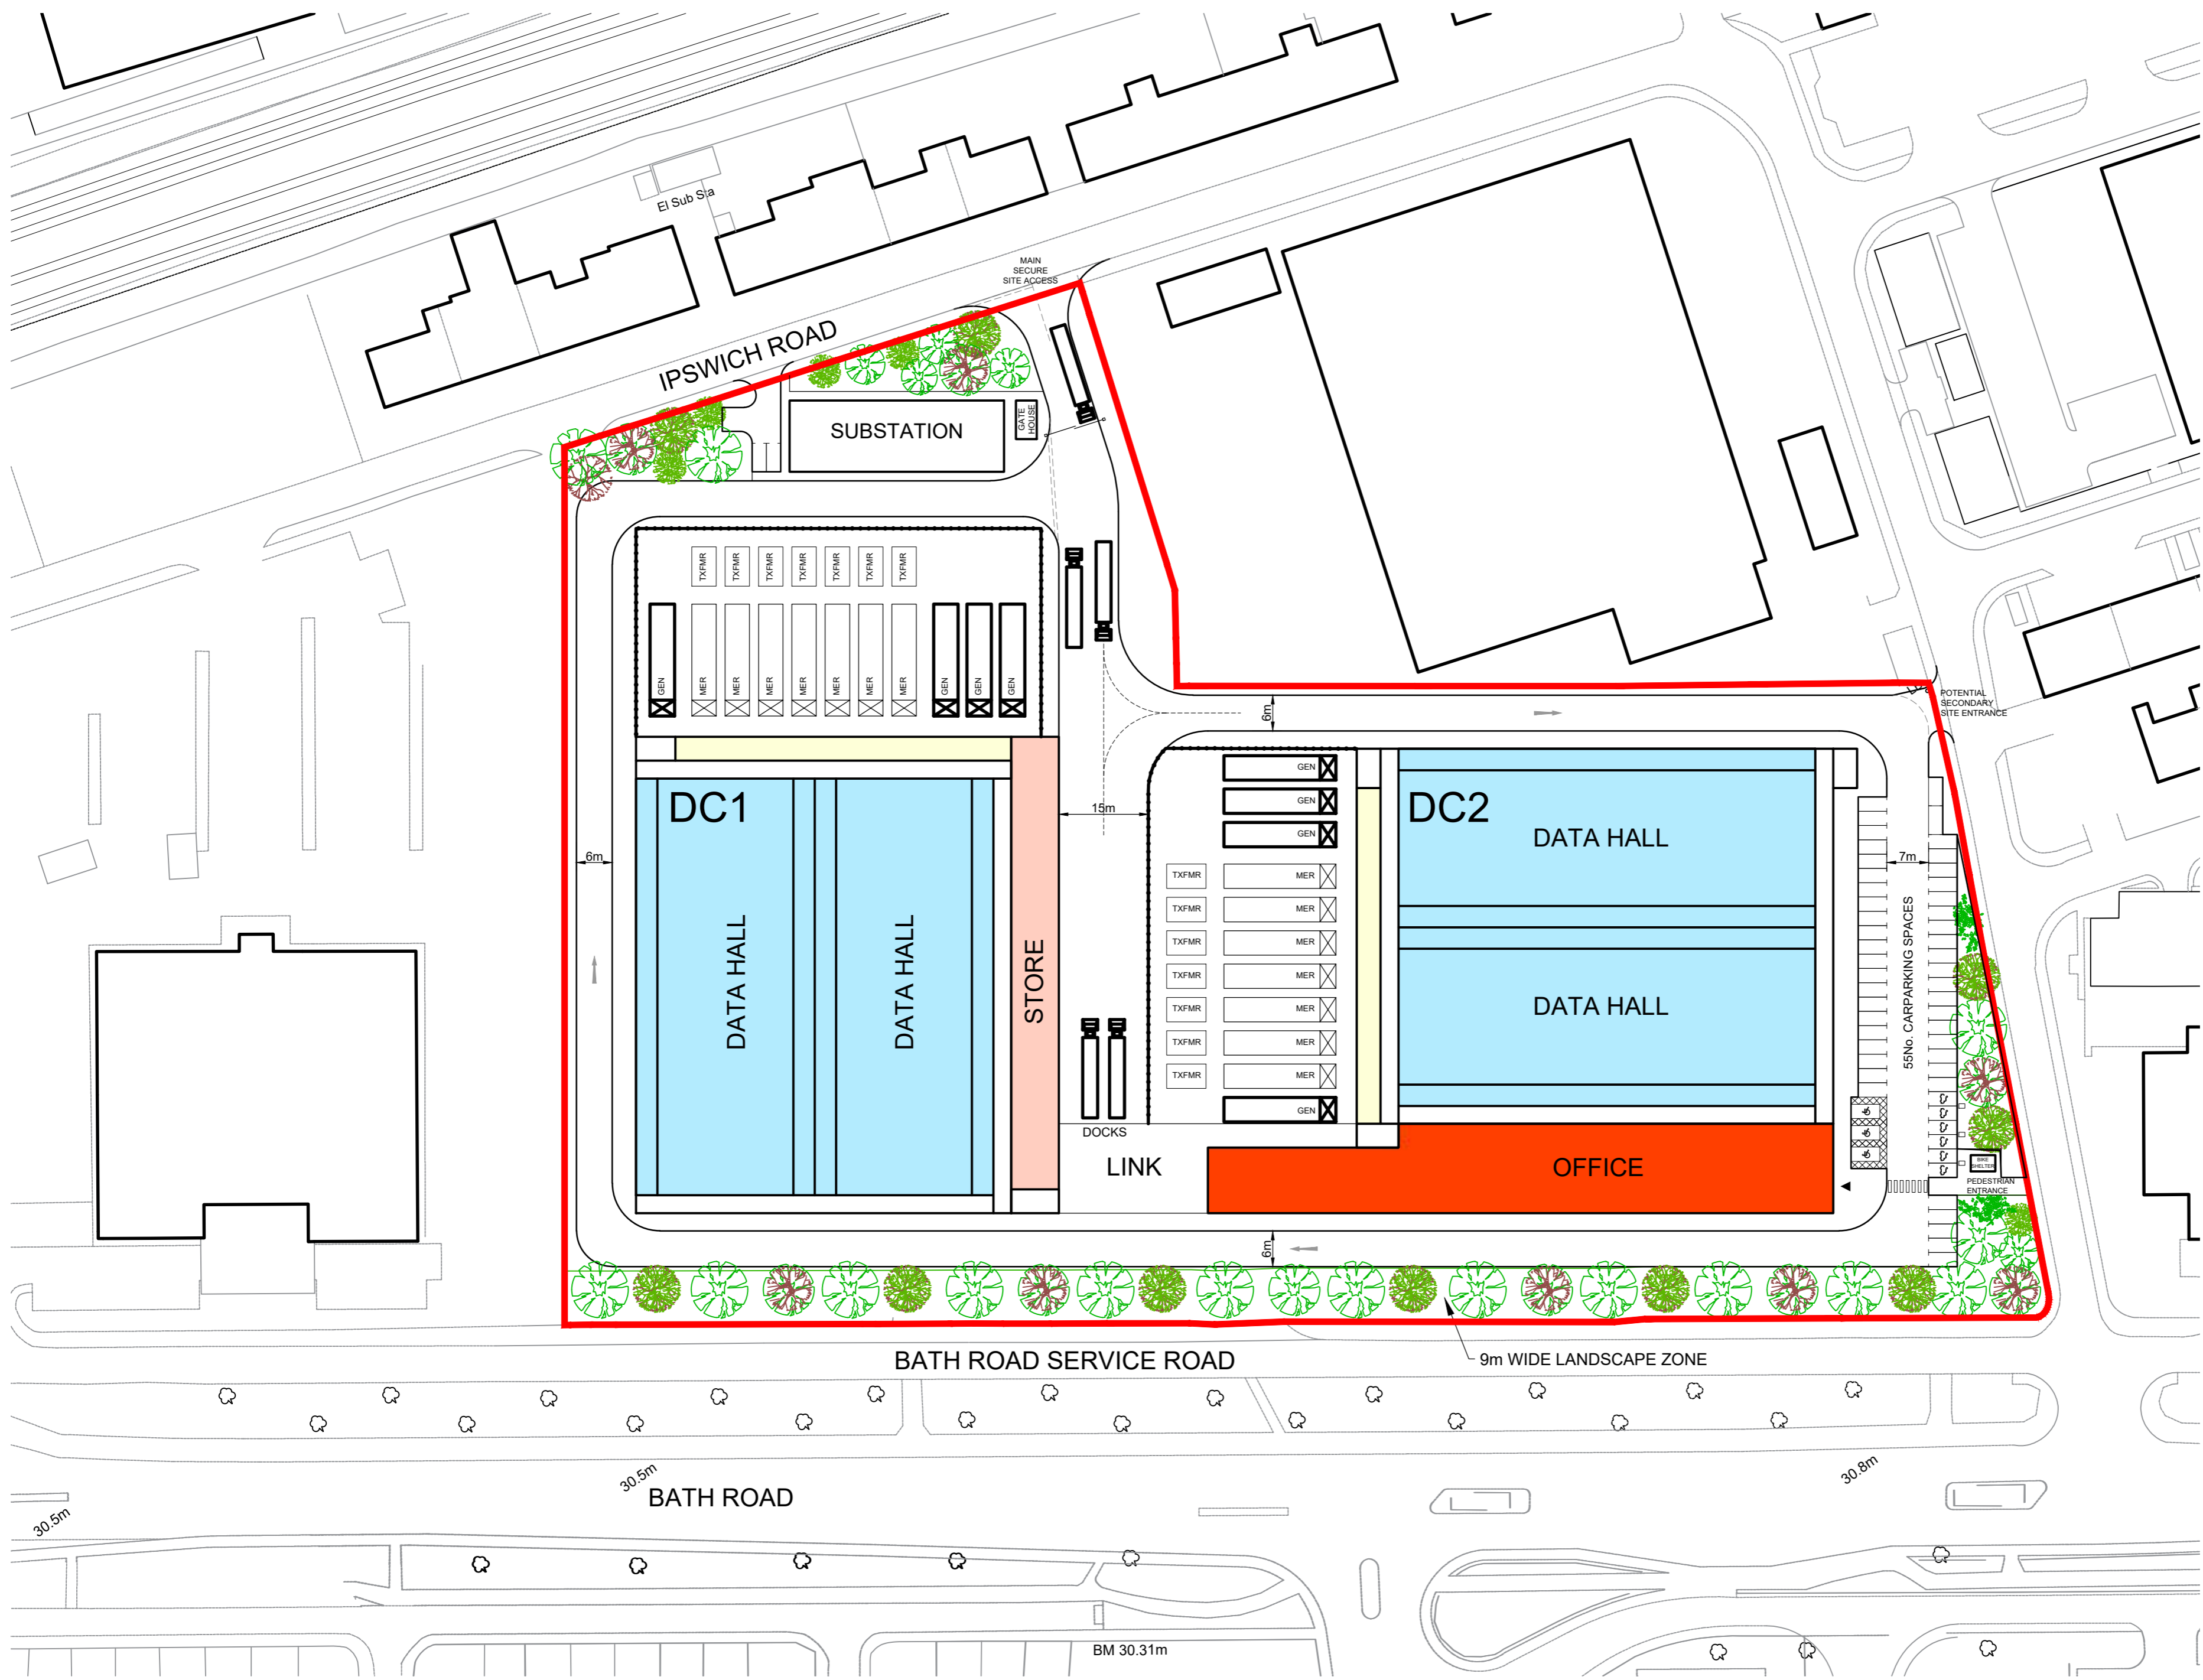 El Sub Sta
MAIN
SECURE
SITE ACCESS
IPSWICH ROAD
SUBSTATION
GATE
HOUSE
TXFMR
TXFMR
TXFMR
TXFMR
TXFMR
TXFMR
TXFMR
GEN
MER
MER
MER
MER
MER
MER
MER
GEN
GEN
GEN
POTENTIAL
SECONDARY
SITE ENTRANCE
6m
DC1
DATA HALL
DATA HALL
STORE
6m
15m
GEN
GEN
GEN
TXFMR
MER
TXFMR
MER
TXFMR
MER
TXFMR
MER
TXFMR
MER
TXFMR
MER
TXFMR
MER
GEN
DC2
DATA HALL
DATA HALL
7m
55No. CARPARKING SPACES
DOCKS
LINK
OFFICE
BIKE
SHELTER
PEDESTRIAN
ENTRANCE
6m
BATH ROAD SERVICE ROAD
9m WIDE LANDSCAPE ZONE
30.5m
30.5m
BATH ROAD
30.8m
BM 30.31m